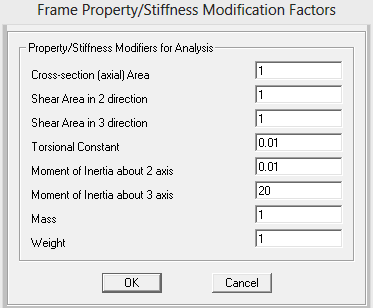 Frame Property/Stiffness Modification Factors
Property/Stiffness Modifiers for Analysis
Cross-section (axial) Area 1
Shear Area in 2 direction 1
Shear Area in 3 direction 1
Torsional Constant 0.01
Moment of Inertia about 2 axis 0.01
Moment of Inertia about 3 axis 20
Mass 1
Weight 1
OK Cancel